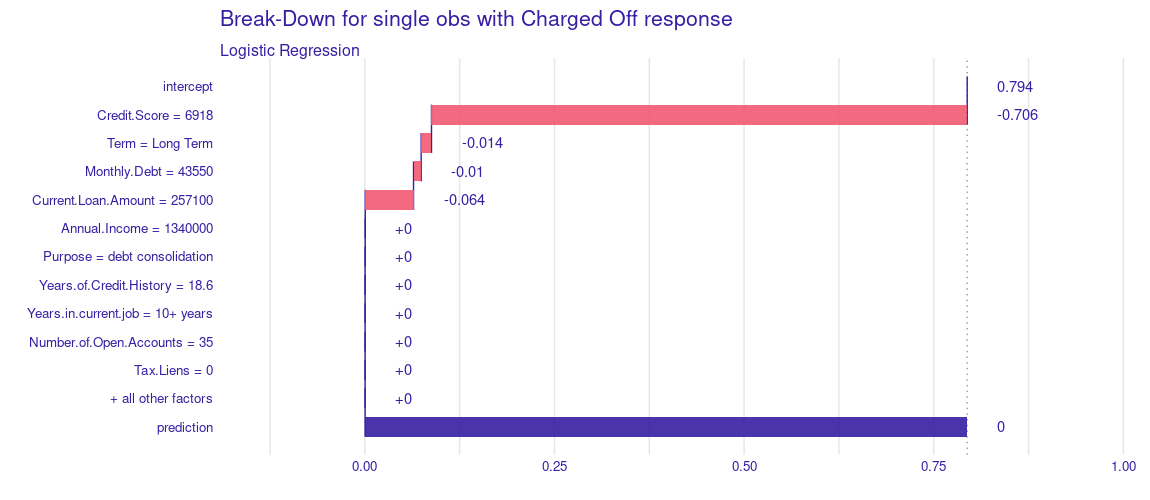 Break-Down for single obs with Charged Off response
Logistic Regression
intercept 0.794
Credit.Score = 6918 -0.706
Term = Long Term -0.014
Monthly.Debt = 43550 -0.01
Current.Loan.Amount = 257100 -0.064
Annual.Income = 1340000 +0
Purpose = debt consolidation +0
Years.of.Credit.History = 18.6 +0
Years.in.current.job = 10+ years +0
Number.of.Open.Accounts = 35 +0
Tax.Liens = 0 +0
+ all other factors +0
prediction 0
0.00 0.25 0.50 0.75 1.00